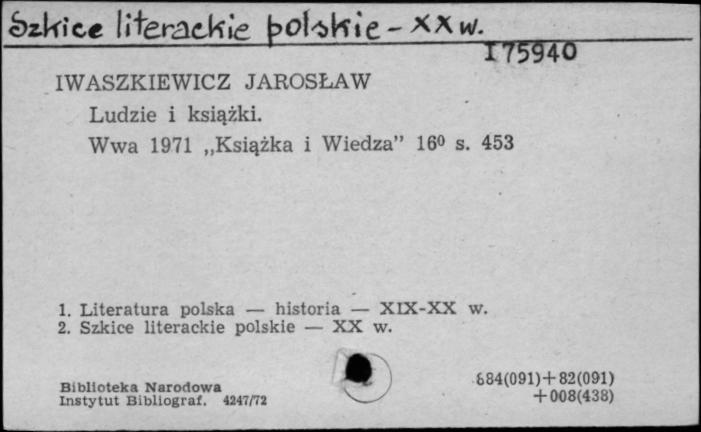 Szkice literackie polskie - XX w.
I 75940
IWASZKIEWICZ JAROSŁAW
Ludzie i książki.
Wwa 1971 „Książka i Wiedza” 16⁰ s. 453
1. Literatura polska — historia — XIX-XX w.
2. Szkice literackie polskie — XX w.
Biblioteka Narodowa
Instytut Bibliograf. 4247/72
884(091)+82(091)
+008(438)